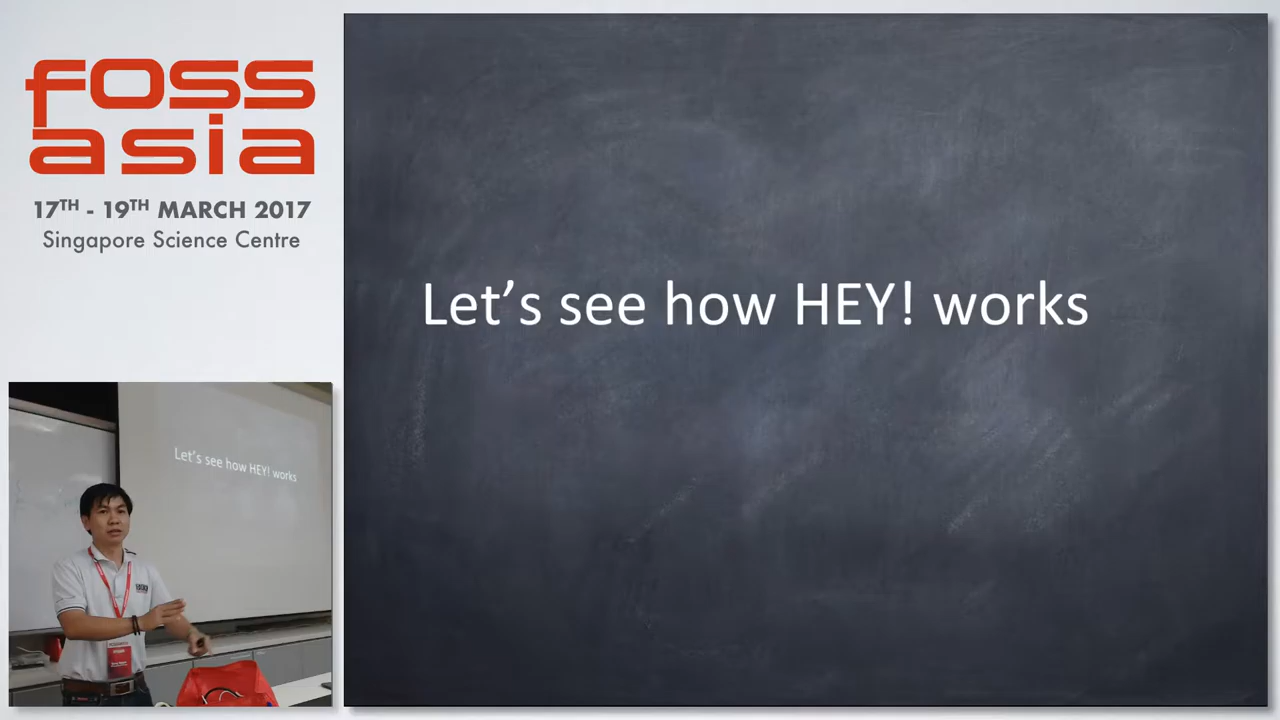 foss
asia
17TH - 19TH MARCH 2017
Singapore Science Centre
Let's see how HEY! works
Let's see how HEY! works